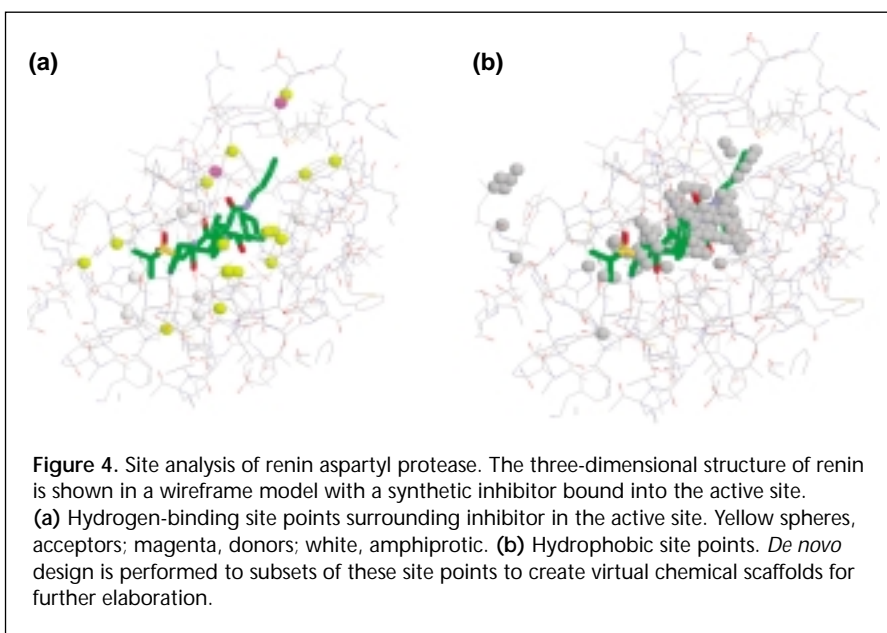 (a)
(b)
Figure 4. Site analysis of renin aspartyl protease. The three-dimensional structure of renin
is shown in a wireframe model with a synthetic inhibitor bound into the active site.
(a) Hydrogen-binding site points surrounding inhibitor in the active site. Yellow spheres,
acceptors; magenta, donors; white, amphiprotic. (b) Hydrophobic site points. De novo
design is performed to subsets of these site points to create virtual chemical scaffolds for
further elaboration.